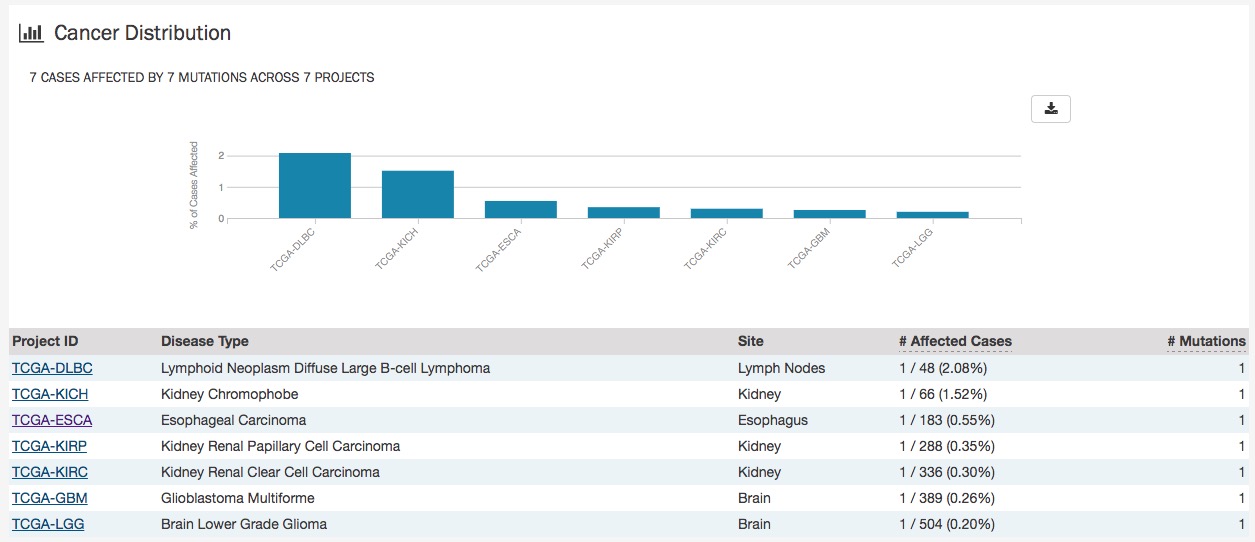 Cancer Distribution
7 CASES AFFECTED BY 7 MUTATIONS ACROSS 7 PROJECTS
% of Cases Affected
2
1
0
TCGA-DLBC
TCGA-KICH
TCGA-ESCA
TCGA-KIRP
TCGA-KIRC
TCGA-GBM
TCGA-LGG
Project ID Disease Type Site # Affected Cases # Mutations
TCGA-DLBC Lymphoid Neoplasm Diffuse Large B-cell Lymphoma Lymph Nodes 1 / 48 (2.08%) 1
TCGA-KICH Kidney Chromophobe Kidney 1 / 66 (1.52%) 1
TCGA-ESCA Esophageal Carcinoma Esophagus 1 / 183 (0.55%) 1
TCGA-KIRP Kidney Renal Papillary Cell Carcinoma Kidney 1 / 288 (0.35%) 1
TCGA-KIRC Kidney Renal Clear Cell Carcinoma Kidney 1 / 336 (0.30%) 1
TCGA-GBM Glioblastoma Multiforme Brain 1 / 389 (0.26%) 1
TCGA-LGG Brain Lower Grade Glioma Brain 1 / 504 (0.20%) 1